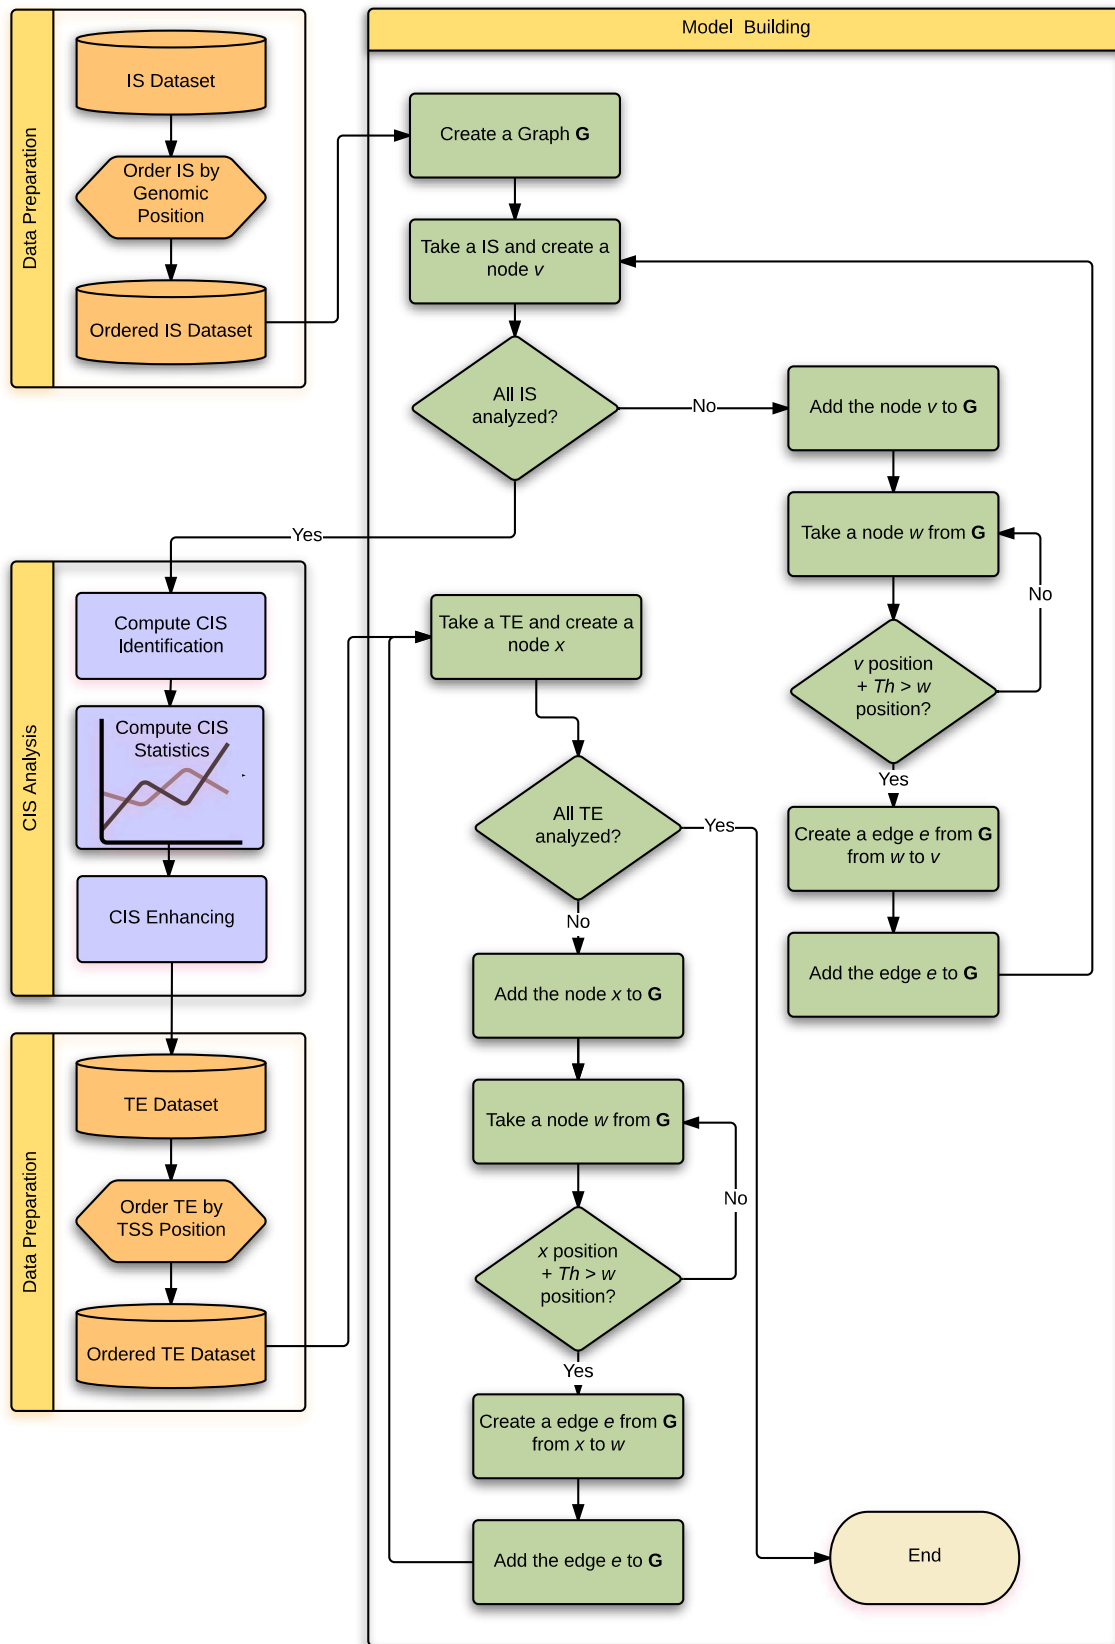 Data Preparation
IS Dataset
Order IS by
Genomic
Position
Ordered IS Dataset
Model Building
Create a Graph G
Take a IS and create a
node v
All IS
analyzed?
No
Yes
Add the node v to G
Take a node w from G
No
v position
+ Th > w
position?
Yes
Create a edge e from G
from w to v
Add the edge e to G
CIS Analysis
Compute CIS
Identification
Compute CIS
Statistics
CIS Enhancing
Data Preparation
TE Dataset
Order TE by
TSS Position
Ordered TE Dataset
Take a TE and create a
node x
All TE
analyzed?
Yes
No
Add the node x to G
Take a node w from G
No
x position
+ Th > w
position?
Yes
Create a edge e from G
from x to w
Add the edge e to G
End